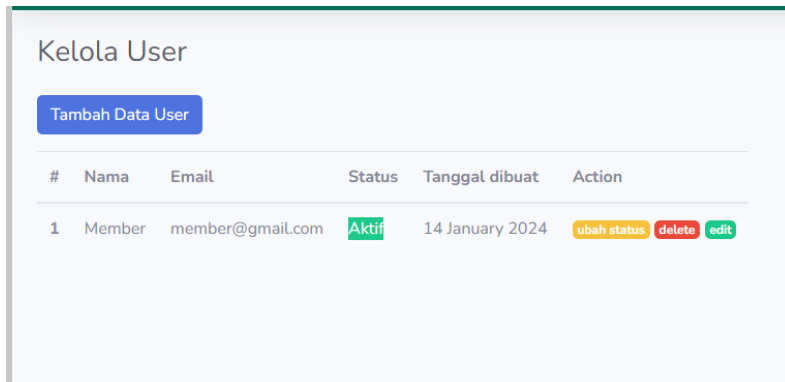 Kelola User
Tambah Data User
# Nama Email Status Tanggal dibuat Action
1 Member member@gmail.com Aktif 14 January 2024 ubah status delete edit